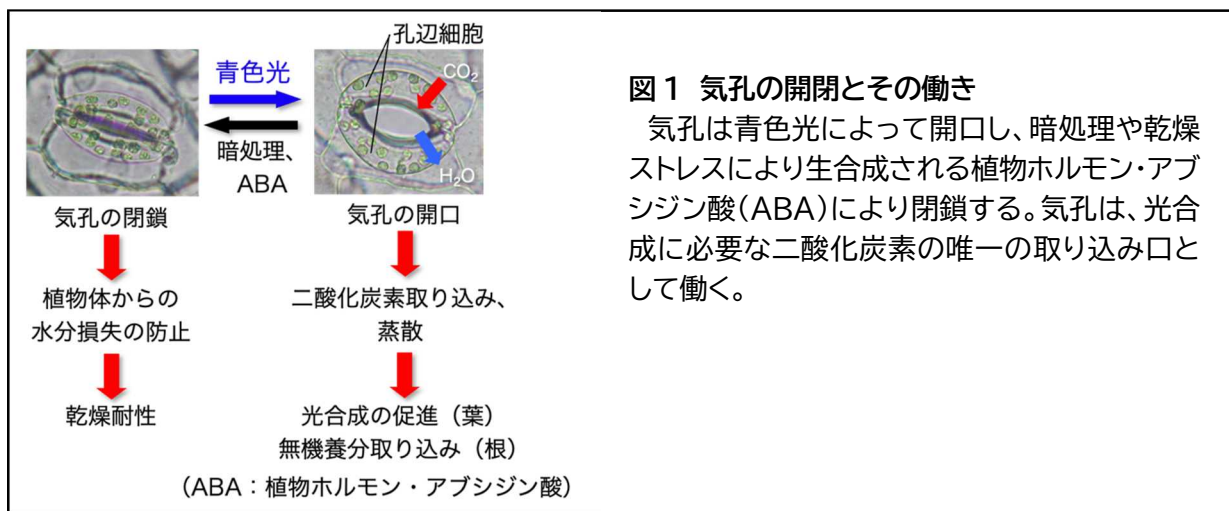 孔辺細胞
青色光
CO₂
暗処理、
ABA
H₂O
気孔の閉鎖
気孔の開口
植物体からの
水分損失の防止
二酸化炭素取り込み、
蒸散
乾燥耐性
光合成の促進（葉）
無機養分取り込み（根）
（ABA：植物ホルモン・アブシジン酸）
図1 気孔の開閉とその働き
気孔は青色光によって開口し、暗処理や乾燥
ストレスにより生合成される植物ホルモン・アブ
シジン酸(ABA)により閉鎖する。気孔は、光合
成に必要な二酸化炭素の唯一の取り込み口と
して働く。